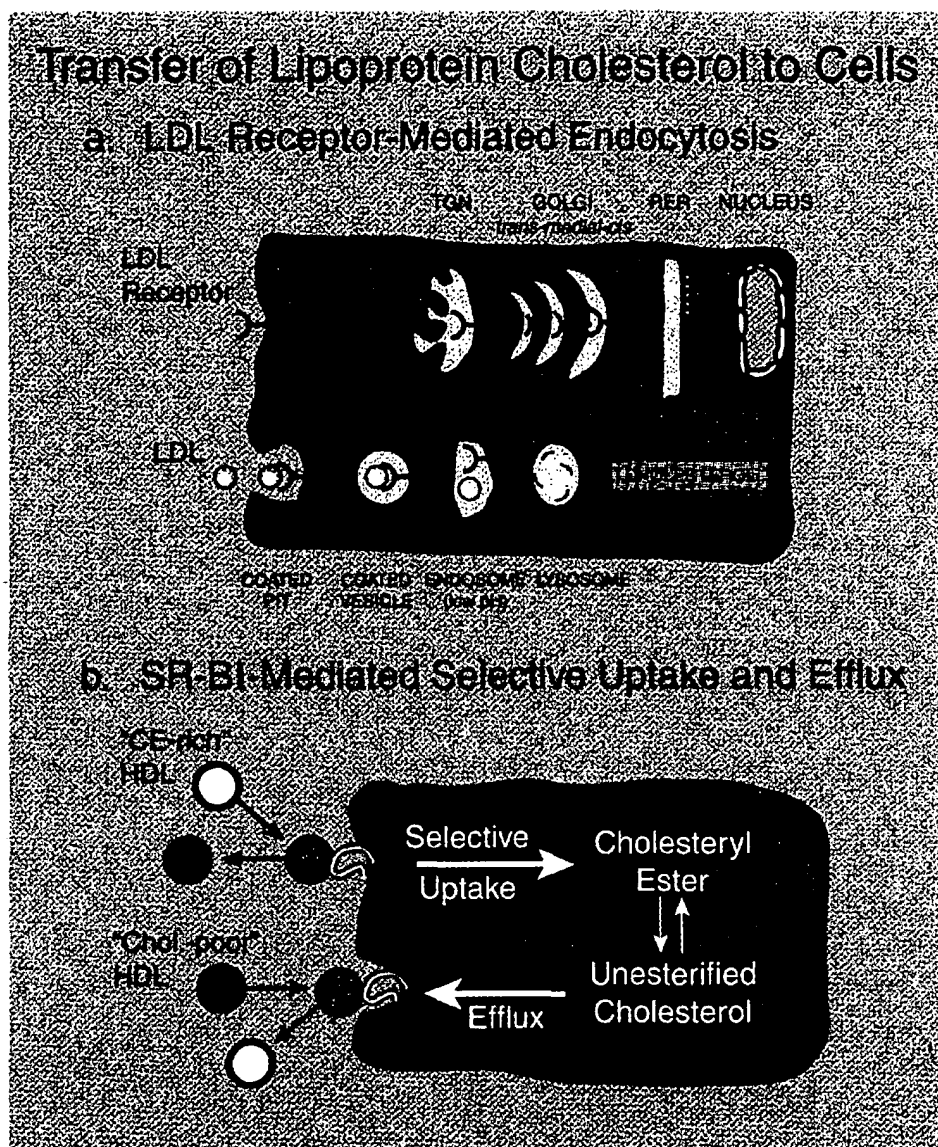 Transfer of Lipoprotein Cholesterol to Cells
a. LDL Receptor-Mediated Endocytosis
TGN GOLGI RER NUCLEUS
trans-medial-cis
LDL
Receptor
LDL
COATED COATED ENDOSOME LYSOSOME
PIT VESICLE (low pH)
b. SR-BI-Mediated Selective Uptake and Efflux
"CE-rich"
HDL
Selective
Uptake
Cholesteryl
Ester
"Chol.-poor"
HDL
Unesterified
Cholesterol
Efflux